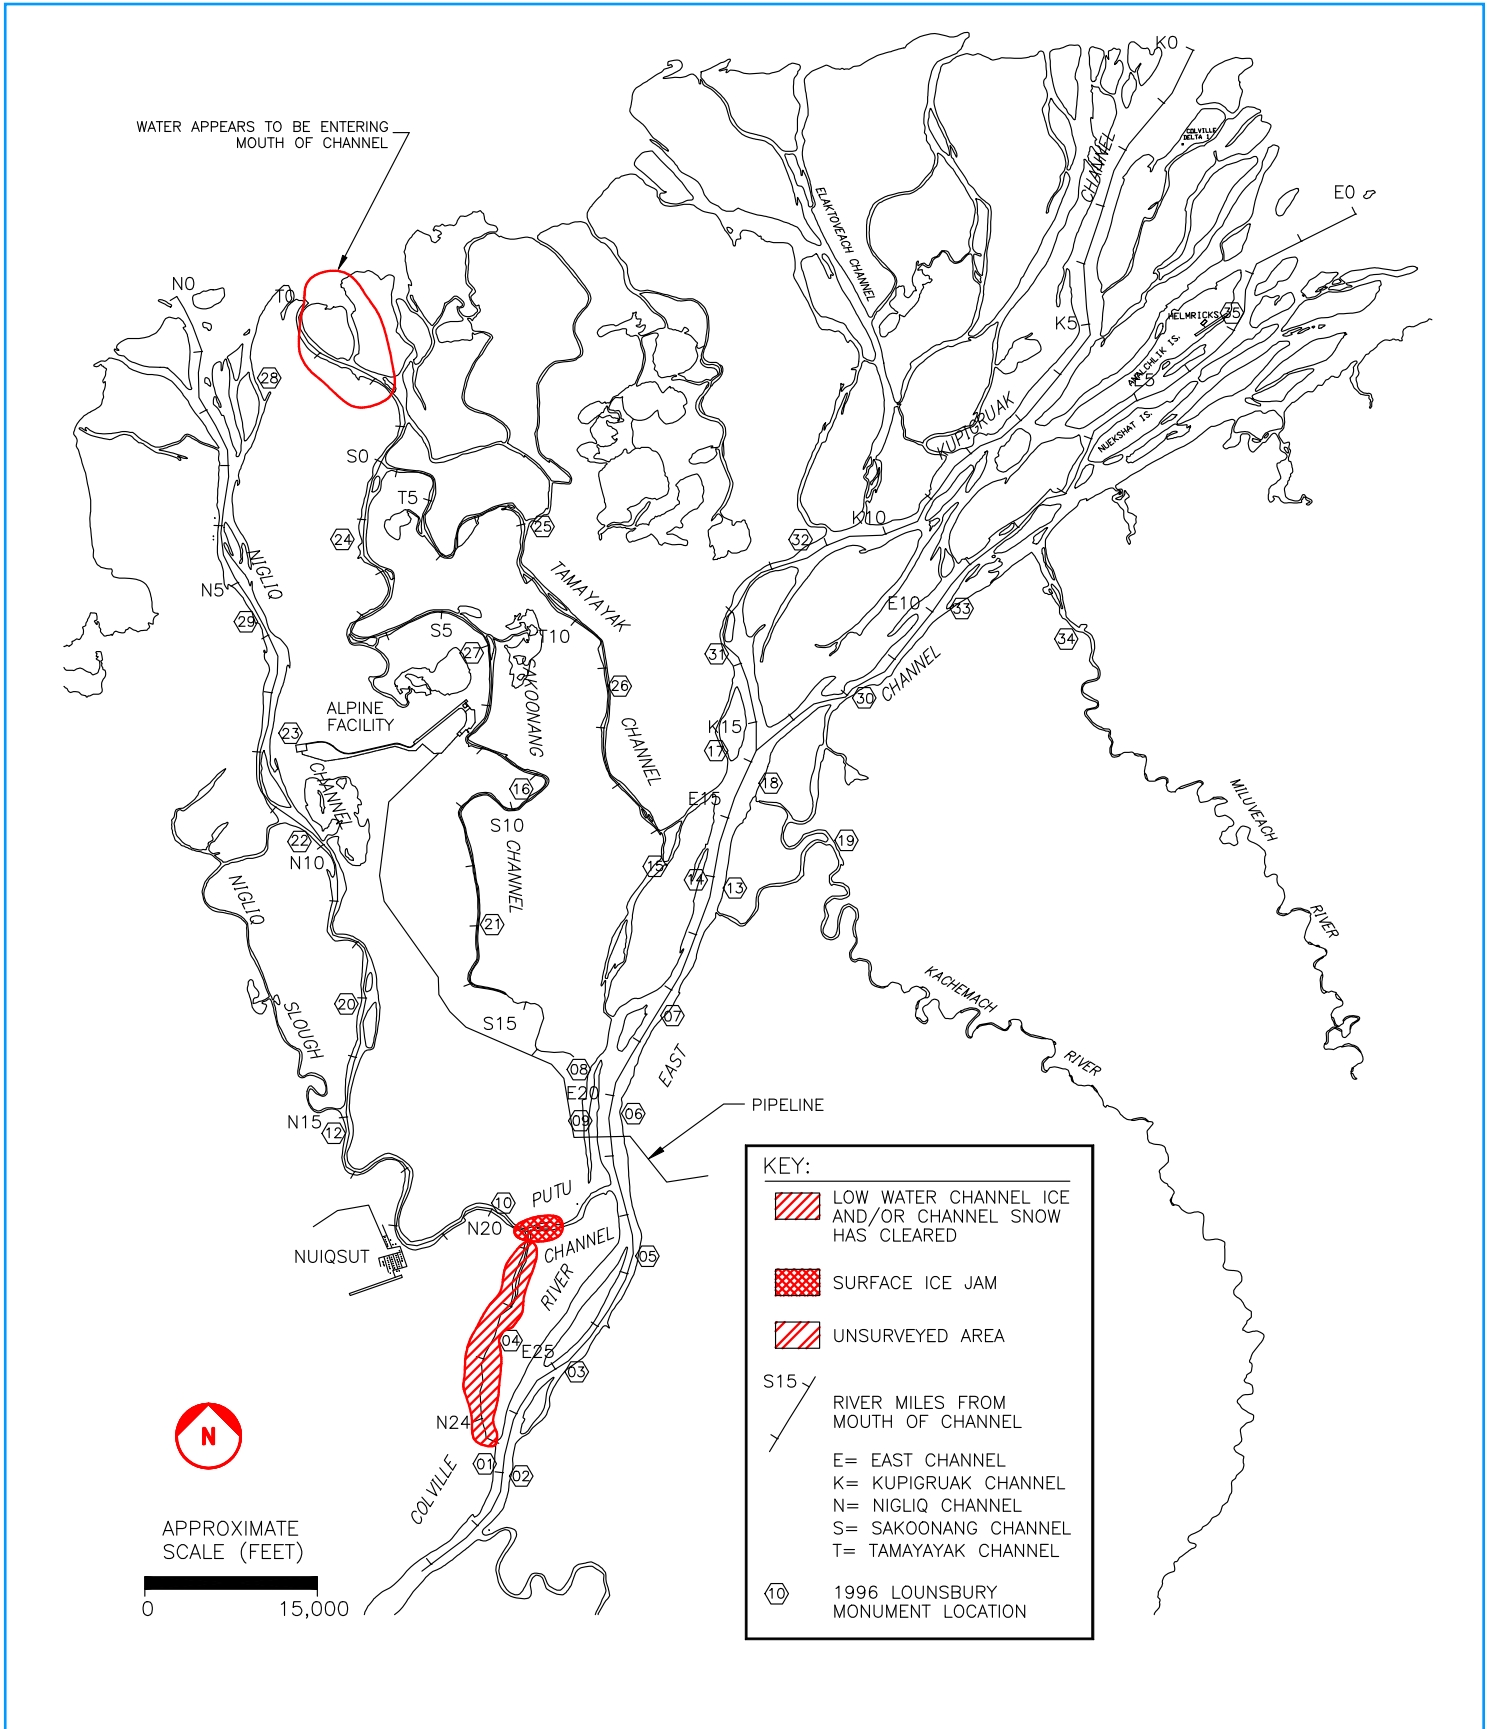 K0
WATER APPEARS TO BE ENTERING
MOUTH OF CHANNEL
COLVILLE
DELTA 1
CHANNEL
E0
ELAKTOVEACH CHANNEL
N0
T0
HELMRICKS
35
K5
AWALCHLIK IS.
28
KUPIGRUAK
NUEKSHAT IS.
S0
T5
K10
25
24
32
NIGLIQ
TAMAYAYAK
N5
E10
33
29
S5
T10
34
27
31
SAKOONANG
CHANNEL
26
30
ALPINE
FACILITY
23
CHANNEL
K15
17
CHANNEL
16
18
E15
MILUVEACH
S10
22
N10
19
CHANNEL
15
14
13
NIGLIQ
21
RIVER
KACHEMACH
20
SLOUGH
07
S15
EAST
RIVER
08
E20
PIPELINE
09
06
N15
12
PUTU
10
N20
CHANNEL
NUIQSUT
05
RIVER
04
E25
03
N24
01
02
COLVILLE
N
APPROXIMATE
SCALE (FEET)
0
15,000
KEY:
LOW WATER CHANNEL ICE
AND/OR CHANNEL SNOW
HAS CLEARED
SURFACE ICE JAM
UNSURVEYED AREA
S15
RIVER MILES FROM
MOUTH OF CHANNEL
E= EAST CHANNEL
K= KUPIGRUAK CHANNEL
N= NIGLIQ CHANNEL
S= SAKOONANG CHANNEL
T= TAMAYAYAK CHANNEL
10
1996 LOUNSBURY
MONUMENT LOCATION